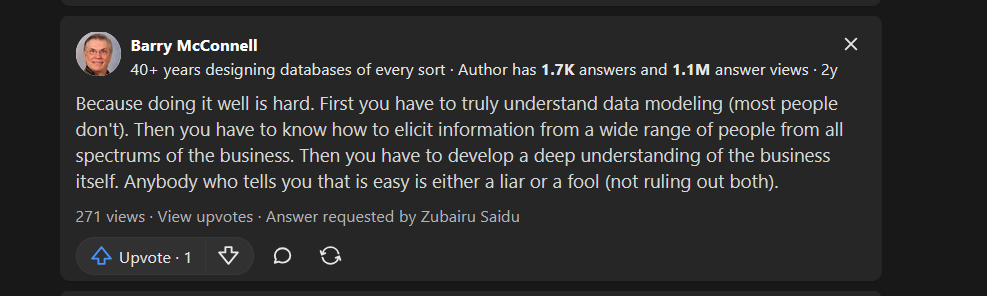 Barry McConnell
40+ years designing databases of every sort · Author has 1.7K answers and 1.1M answer views · 2y
Because doing it well is hard. First you have to truly understand data modeling (most people
don't). Then you have to know how to elicit information from a wide range of people from all
spectrums of the business. Then you have to develop a deep understanding of the business
itself. Anybody who tells you that is easy is either a liar or a fool (not ruling out both).
271 views · View upvotes · Answer requested by Zubairu Saidu
Upvote · 1